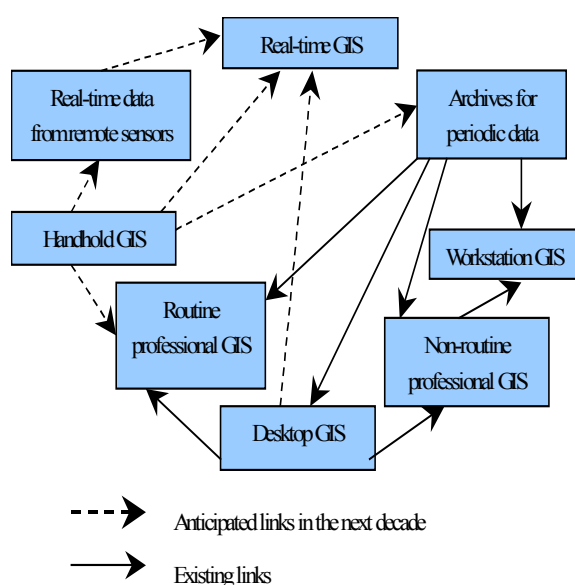 Real-time GIS
Real-time data
from remote sensors
Archives for
periodic data
Handhold GIS
Workstation GIS
Routine
professional GIS
Non-routine
professional GIS
Desktop GIS
Anticipated links in the next decade
Existing links